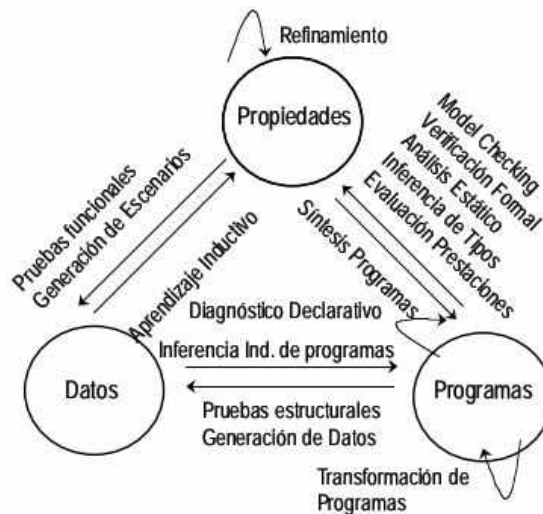 Refinamiento
Propiedades
Model Checking
Verificación Formal
Análisis Estático
Inferencia de Tipos
Evaluación Prestaciones
Pruebas funcionales
Generación de Escenarios
Aprendizaje Inductivo
Síntesis Programas
Diagnóstico Declarativo
Inferencia Ind. de programas
Datos
Programas
Pruebas estructurales
Generación de Datos
Transformación de
Programas